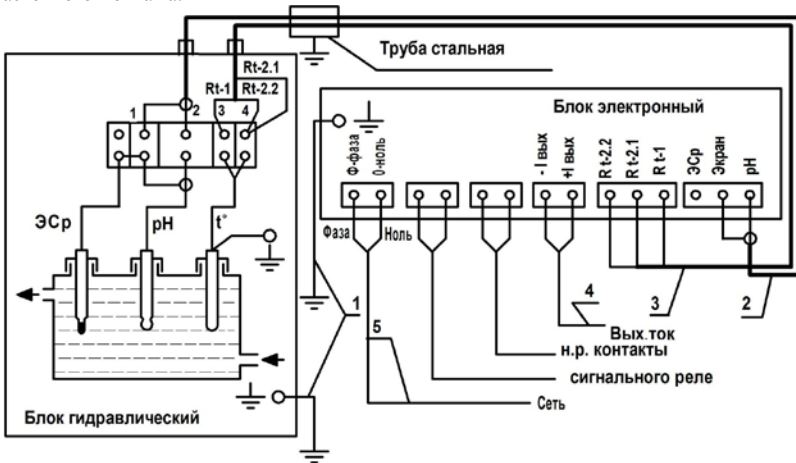 Труба стальная
Rt-2.1
Rt-1
Rt-2.2
1
2
3
4
Блок электронный
Ф-фаза
0-ноль
- I вых
+I вых
R t-2.2
R t-2.1
R t-1
ЭСр
Экран
pH
Фаза
Ноль
ЭСр
pH
t°
1
5
4
3
2
Вых.ток
н.р. контакты
сигнального реле
Сеть
Блок гидравлический